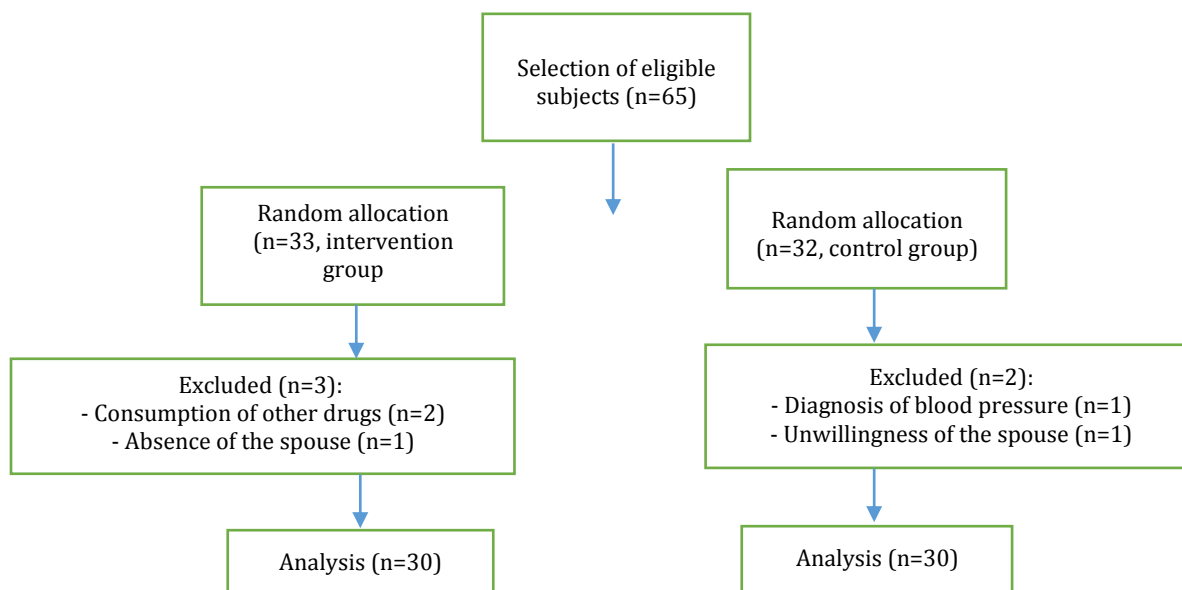 Selection of eligible
subjects (n=65)
Random allocation
(n=33, intervention
group
Random allocation
(n=32, control group)
Excluded (n=3):
- Consumption of other drugs (n=2)
- Absence of the spouse (n=1)
Excluded (n=2):
- Diagnosis of blood pressure (n=1)
- Unwillingness of the spouse (n=1)
Analysis (n=30)
Analysis (n=30)